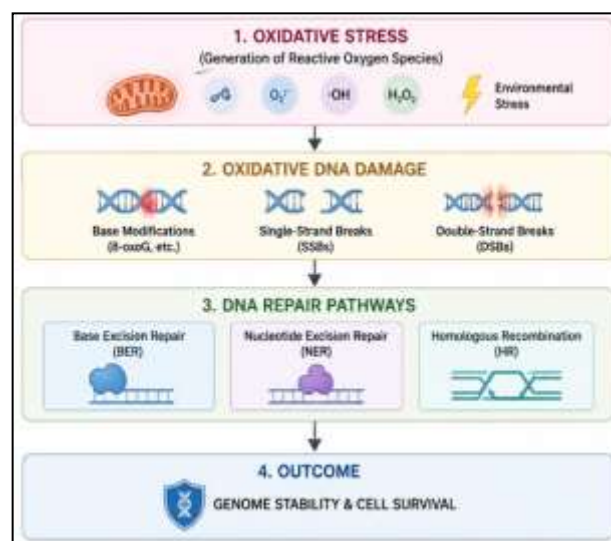 1. OXIDATIVE STRESS
(Generation of Reactive Oxygen Species)
O₂⁻ ·OH H₂O₂
Environmental
Stress
2. OXIDATIVE DNA DAMAGE
Base Modifications
(8-oxoG, etc.)
Single-Strand Breaks
(SSBs)
Double-Strand Breaks
(DSBs)
3. DNA REPAIR PATHWAYS
Base Excision Repair
(BER)
Nucleotide Excision Repair
(NER)
Homologous Recombination
(HR)
4. OUTCOME
GENOME STABILITY & CELL SURVIVAL